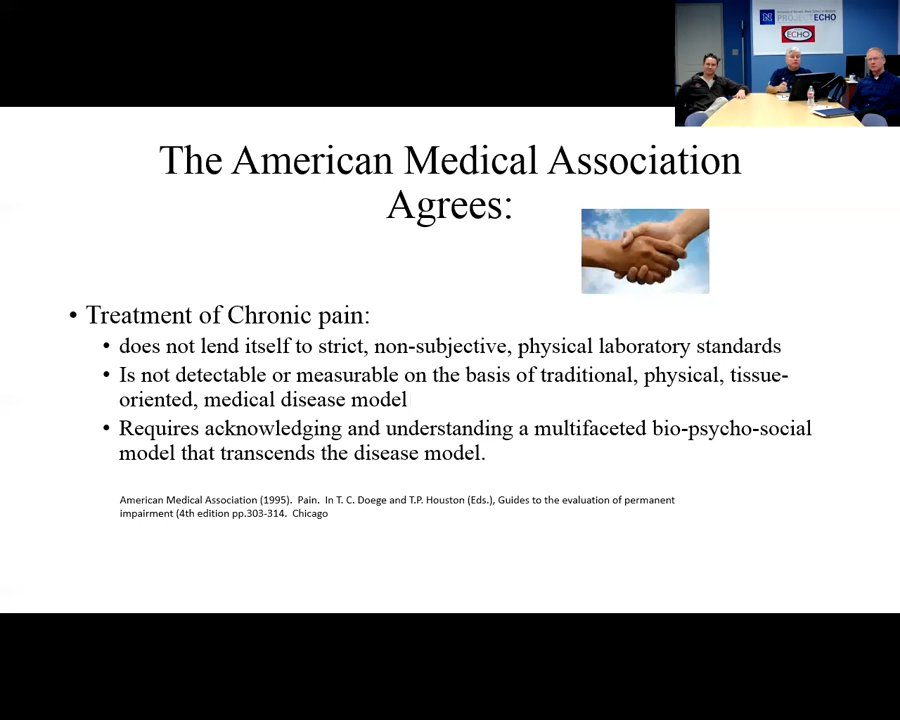 PROJECT ECHO
ECHO
The American Medical Association
Agrees:
• Treatment of Chronic pain:
• does not lend itself to strict, non-subjective, physical laboratory standards
• Is not detectable or measurable on the basis of traditional, physical, tissue-
oriented, medical disease model
• Requires acknowledging and understanding a multifaceted bio-psycho-social
model that transcends the disease model.
American Medical Association (1995).  Pain.  In T. C. Doege and T.P. Houston (Eds.), Guides to the evaluation of permanent
impairment (4th edition pp.303-314.  Chicago